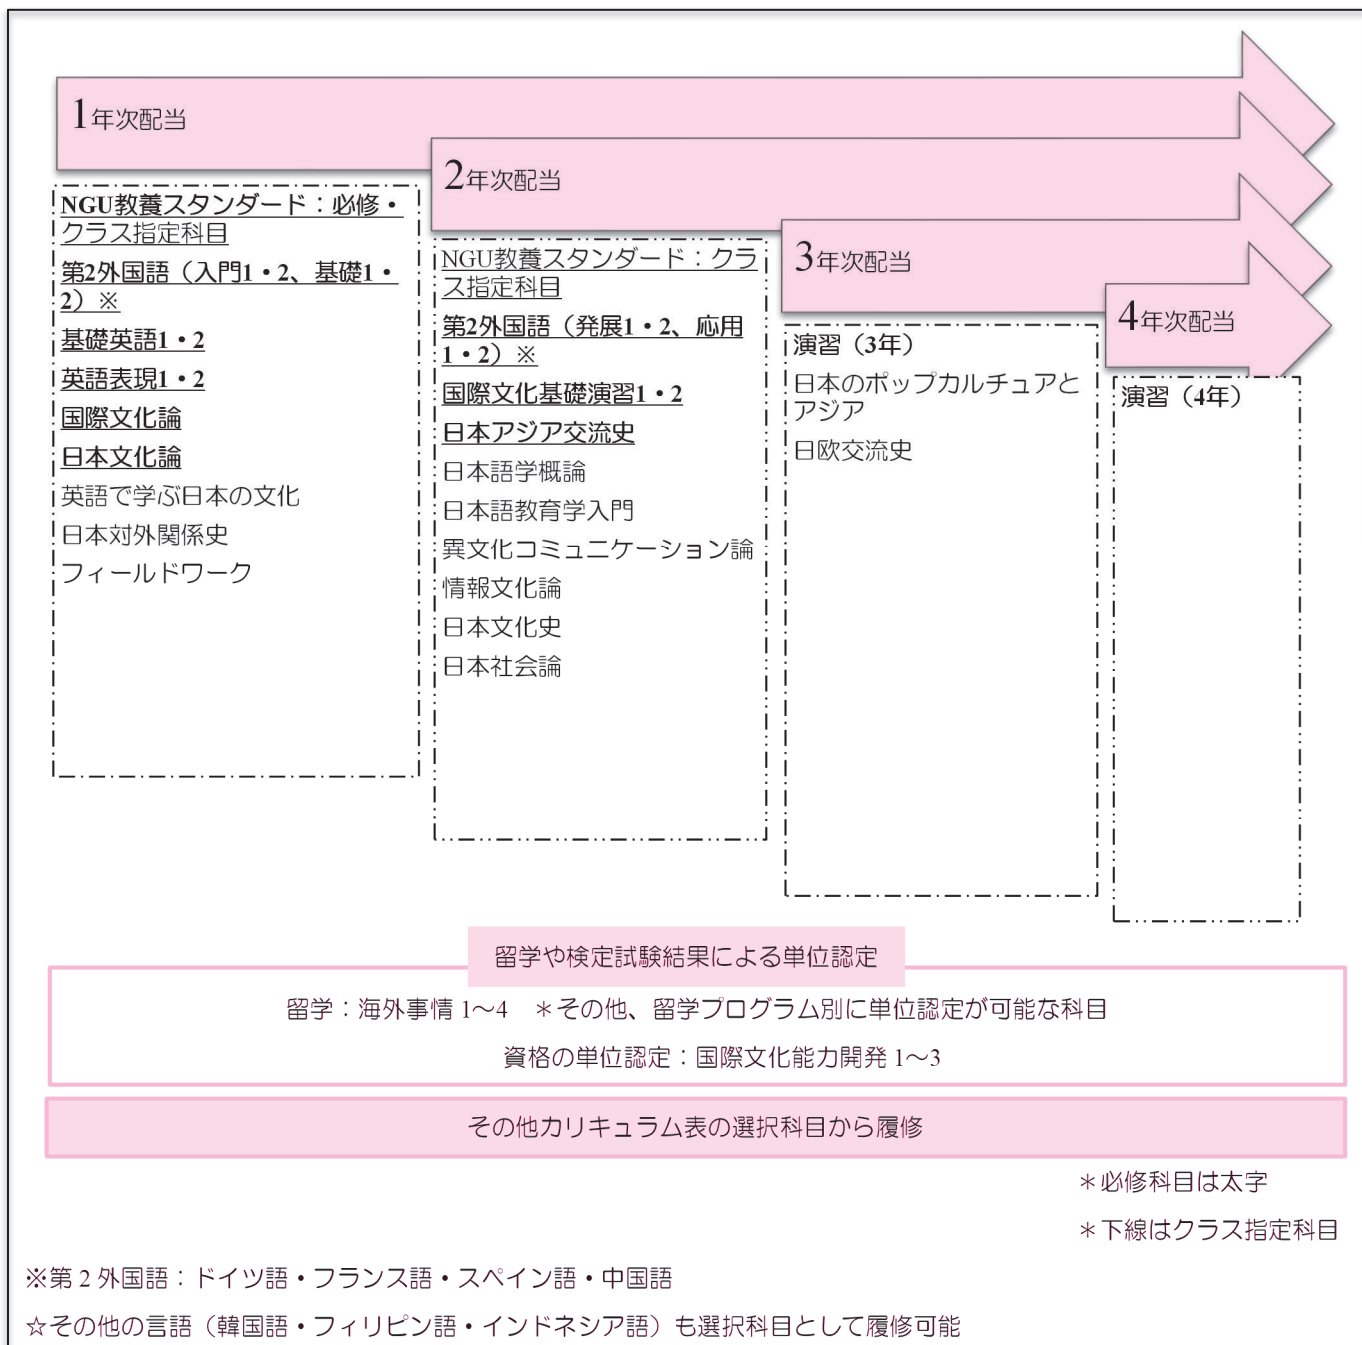 1年次配当
NGU教養スタンダード：必修・
クラス指定科目
第2外国語（入門1・2、基礎1・
2）※
基礎英語1・2
英語表現1・2
国際文化論
日本文化論
英語で学ぶ日本の文化
日本対外関係史
フィールドワーク
2年次配当
NGU教養スタンダード：クラ
ス指定科目
第2外国語（発展1・2、応用
1・2）※
国際文化基礎演習1・2
日本アジア交流史
日本語学概論
日本語教育学入門
異文化コミュニケーション論
情報文化論
日本文化史
日本社会論
3年次配当
演習（3年）
日本のポップカルチュアと
アジア
日欧交流史
4年次配当
演習（4年）
留学や検定試験結果による単位認定
留学：海外事情 1～4　＊その他、留学プログラム別に単位認定が可能な科目
資格の単位認定：国際文化能力開発 1～3
その他カリキュラム表の選択科目から履修
＊必修科目は太字
＊下線はクラス指定科目
※第 2 外国語：ドイツ語・フランス語・スペイン語・中国語
☆その他の言語（韓国語・フィリピン語・インドネシア語）も選択科目として履修可能